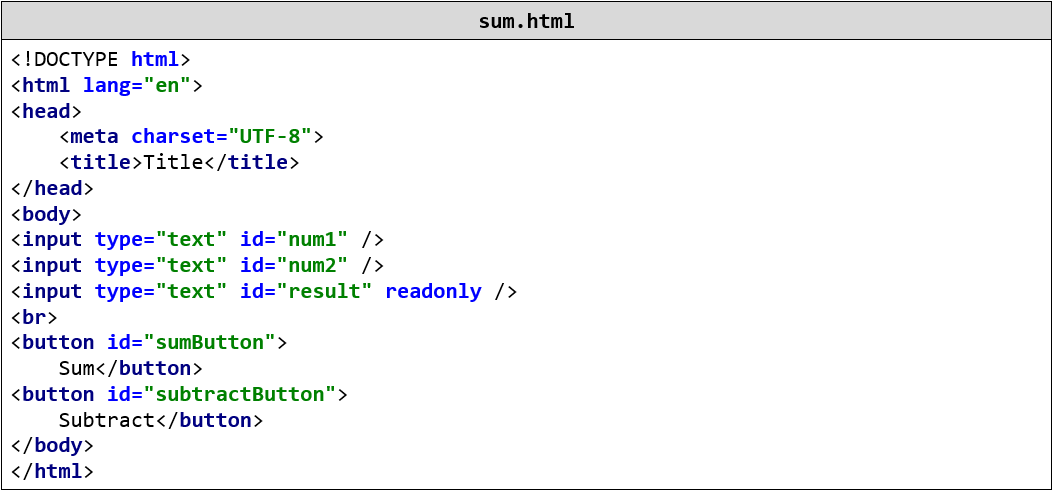 sum.html
<!DOCTYPE html>
<html lang="en">
<head>
    <meta charset="UTF-8">
    <title>Title</title>
</head>
<body>
<input type="text" id="num1" />
<input type="text" id="num2" />
<input type="text" id="result" readonly />
<br>
<button id="sumButton">
    Sum</button>
<button id="subtractButton">
    Subtract</button>
</body>
</html>